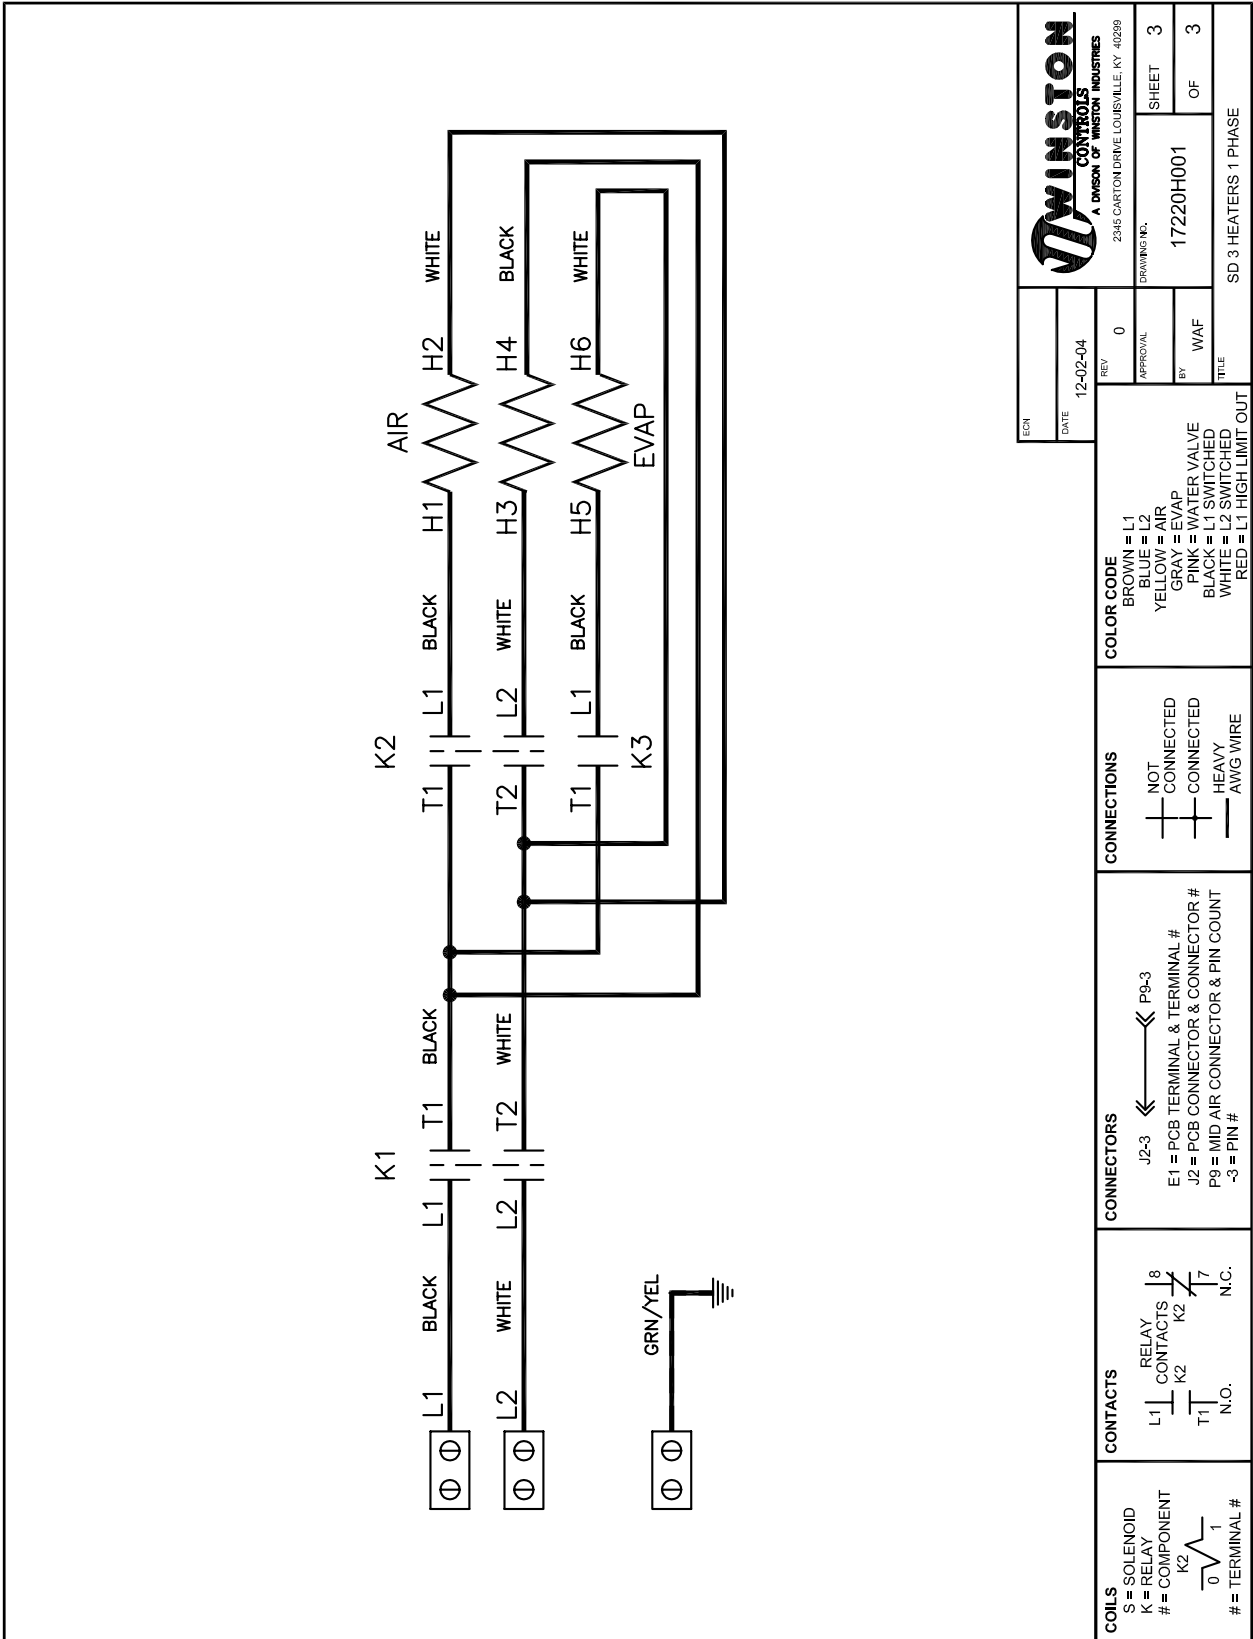 K1
K2
AIR
L1
BLACK
L1
T1
BLACK
T1
L1
BLACK
H1
H2
WHITE
L2
WHITE
L2
T2
WHITE
T2
L2
WHITE
H3
H4
BLACK
T1
L1
BLACK
H5
H6
WHITE
K3
EVAP
GRN/YEL
COILS
S = SOLENOID
K = RELAY
# = COMPONENT
K2
0
1
# = TERMINAL #
CONTACTS
RELAY
CONTACTS
L1
K2
T1
N.O.
8
K2
7
N.C.
CONNECTORS
J2-3
P9-3
E1 = PCB TERMINAL & TERMINAL #
J2 = PCB CONNECTOR & CONNECTOR #
P9 = MID AIR CONNECTOR & PIN COUNT
-3 = PIN #
CONNECTIONS
NOT
CONNECTED
CONNECTED
HEAVY
AWG WIRE
COLOR CODE
BROWN = L1
BLUE = L2
YELLOW = AIR
GRAY = EVAP
PINK = WATER VALVE
BLACK = L1 SWITCHED
WHITE = L2 SWITCHED
RED = L1 HIGH LIMIT OUT
ECN
DATE
12-02-04
REV
0
APPROVAL
BY
WAF
WINSTON
CONTROLS
A DIVISION OF WINSTON INDUSTRIES
2345 CARTON DRIVE LOUISVILLE, KY 40299
DRAWING NO.
17220H001
SHEET 3
OF 3
TITLE
SD 3 HEATERS 1 PHASE